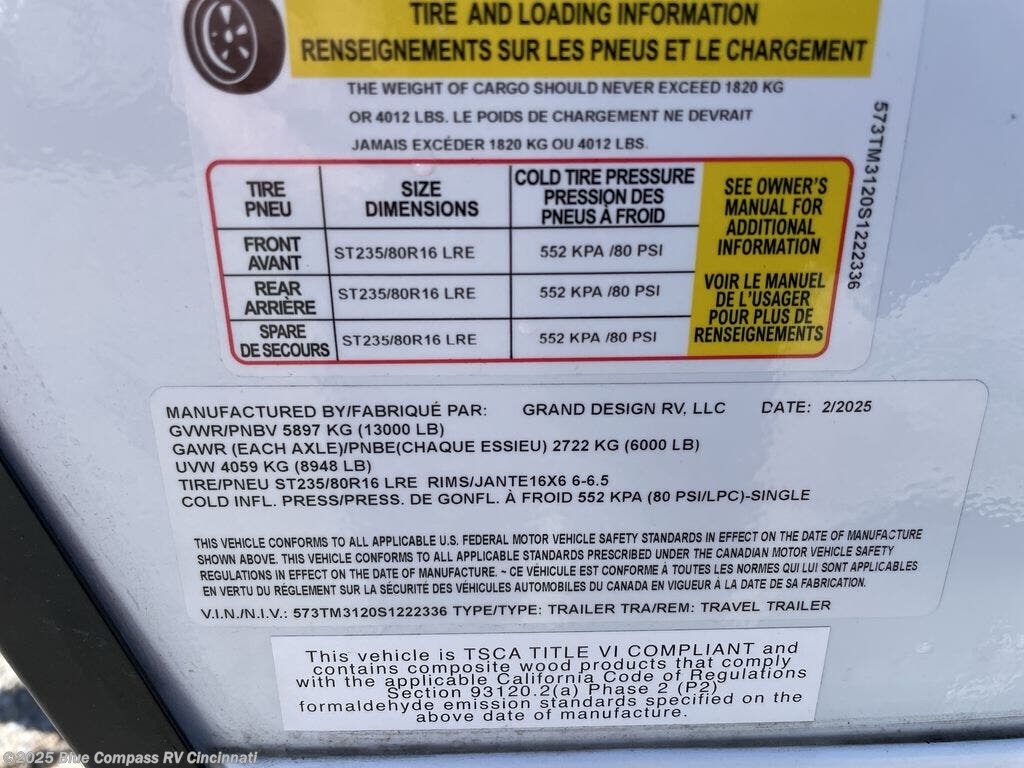 TIRE AND LOADING INFORMATION
RENSEIGNEMENTS SUR LES PNEUS ET LE CHARGEMENT
THE WEIGHT OF CARGO SHOULD NEVER EXCEED 1820 KG
OR 4012 LBS. LE POIDS DE CHARGEMENT NE DEVRAIT
JAMAIS EXCÉDER 1820 KG OU 4012 LBS.
TIRE
PNEU
SIZE
DIMENSIONS
COLD TIRE PRESSURE
PRESSION DES
PNEUS À FROID
FRONT
AVANT
ST235/80R16 LRE
552 KPA /80 PSI
REAR
ARRIÈRE
ST235/80R16 LRE
552 KPA /80 PSI
SPARE
DE SECOURS
ST235/80R16 LRE
552 KPA /80 PSI
SEE OWNER'S
MANUAL FOR
ADDITIONAL
INFORMATION
VOIR LE MANUEL
DE L'USAGER
POUR PLUS DE
RENSEIGNEMENTS
573TM3120S1222336
MANUFACTURED BY/FABRIQUÉ PAR: GRAND DESIGN RV, LLC DATE: 2/2025
GVWR/PNBV 5897 KG (13000 LB)
GAWR (EACH AXLE)/PNBE(CHAQUE ESSIEU) 2722 KG (6000 LB)
UVW 4059 KG (8948 LB)
TIRE/PNEU ST235/80R16 LRE RIMS/JANTE16X6 6-6.5
COLD INFL. PRESS/PRESS. DE GONFL. À FROID 552 KPA (80 PSI/LPC)-SINGLE
THIS VEHICLE CONFORMS TO ALL APPLICABLE U.S. FEDERAL MOTOR VEHICLE SAFETY STANDARDS IN EFFECT ON THE DATE OF MANUFACTURE
SHOWN ABOVE. THIS VEHICLE CONFORMS TO ALL APPLICABLE STANDARDS PRESCRIBED UNDER THE CANADIAN MOTOR VEHICLE SAFETY
REGULATIONS IN EFFECT ON THE DATE OF MANUFACTURE. ~ CE VÉHICULE EST CONFORME À TOUTES LES NORMES QUI LUI SONT APPLICABLES
EN VERTU DU RÈGLEMENT SUR LA SÉCURITÉ DES VÉHICULES AUTOMOBILES DU CANADA EN VIGUEUR À LA DATE DE SA FABRICATION.
V.I.N./N.I.V.: 573TM3120S1222336 TYPE/TYPE: TRAILER TRA/REM: TRAVEL TRAILER
This vehicle is TSCA TITLE VI COMPLIANT and
contains composite wood products that comply
with the applicable California Code of Regulations
Section 93120.2(a) Phase 2 (P2)
formaldehyde emission standards specified on the
above date of manufacture.
©2025 Blue Compass RV Cincinnati